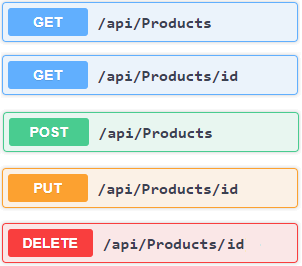 GET /api/Products
GET /api/Products/id
POST /api/Products
PUT /api/Products/id
DELETE /api/Products/id